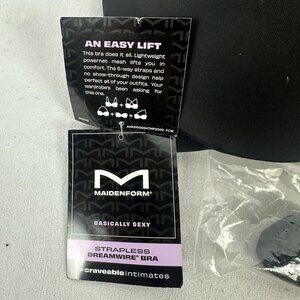 AN EASY LIFT
This bra does it all. Lightweight
powernet mesh lifts you in
comfort. The 5-way straps and
no show-through design help
perfect all of your outfits. Your
wardrobe's been asking for
this one.
MAIDENFORM®
BASICALLY SEXY
STRAPLESS
DREAMWIRE® BRA
craveableintimates